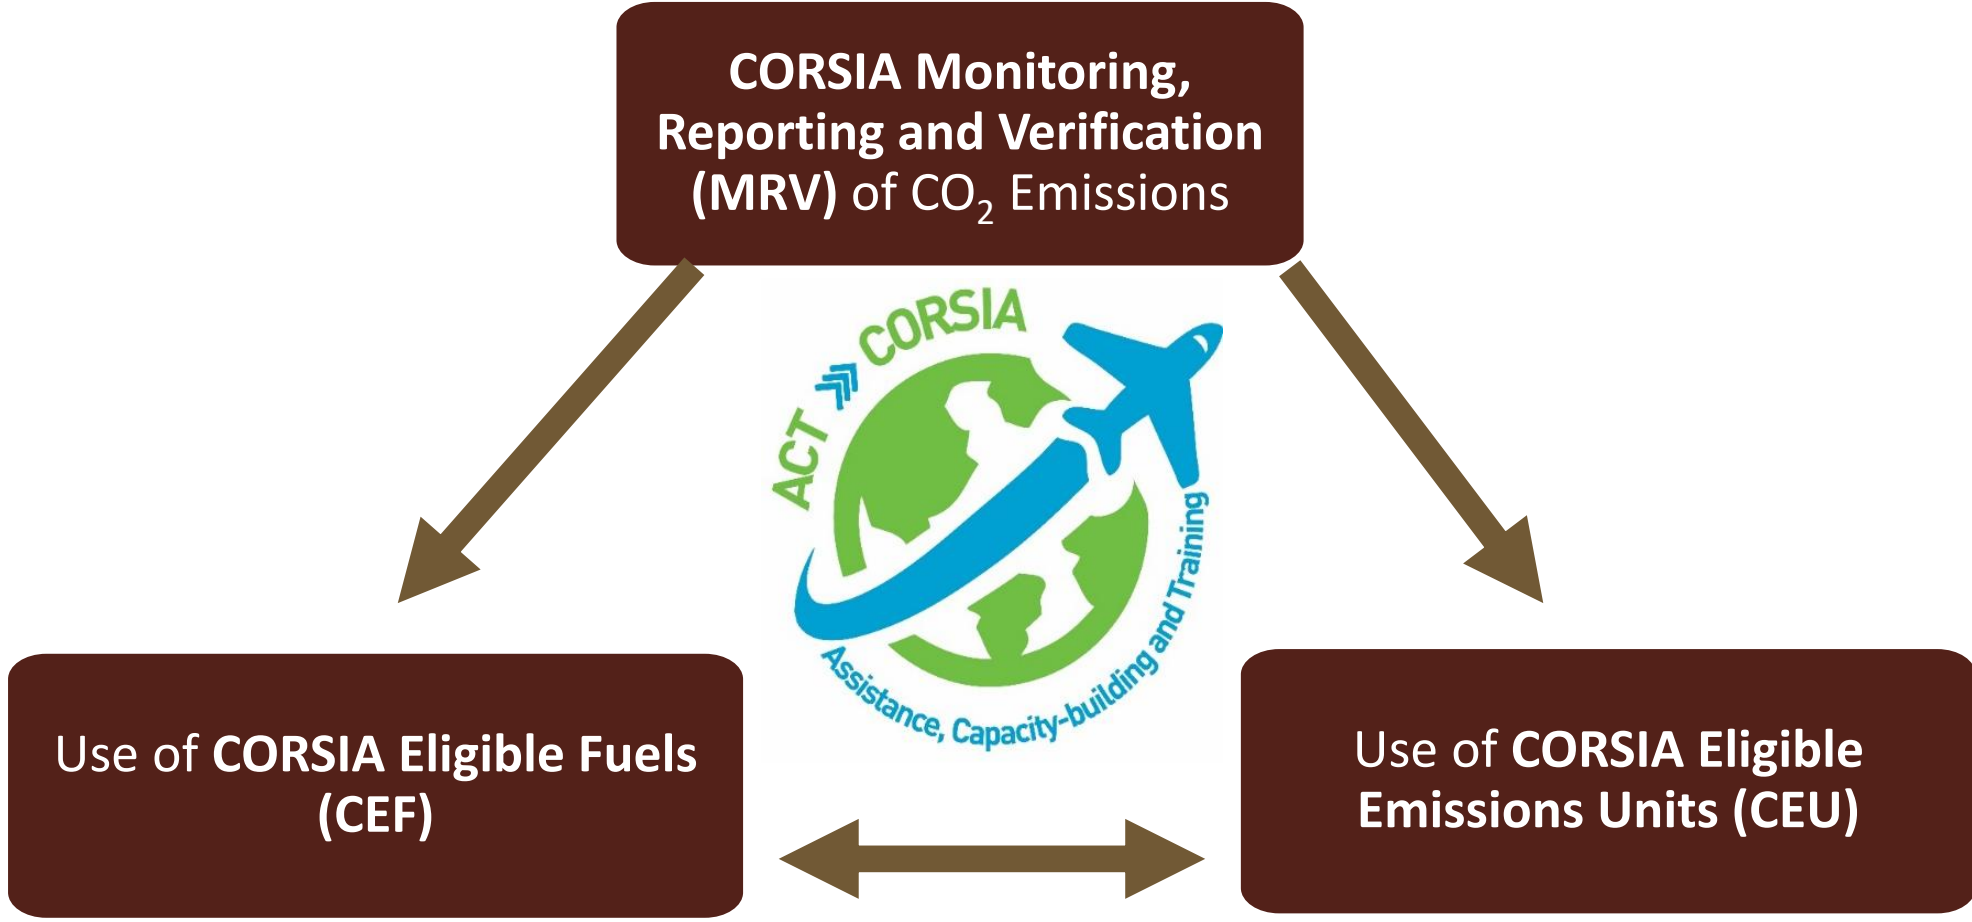 CORSIA Monitoring,
Reporting and Verification
(MRV) of CO₂ Emissions
ACT CORSIA
Assistance, Capacity-building and Training
Use of CORSIA Eligible Fuels
(CEF)
Use of CORSIA Eligible
Emissions Units (CEU)